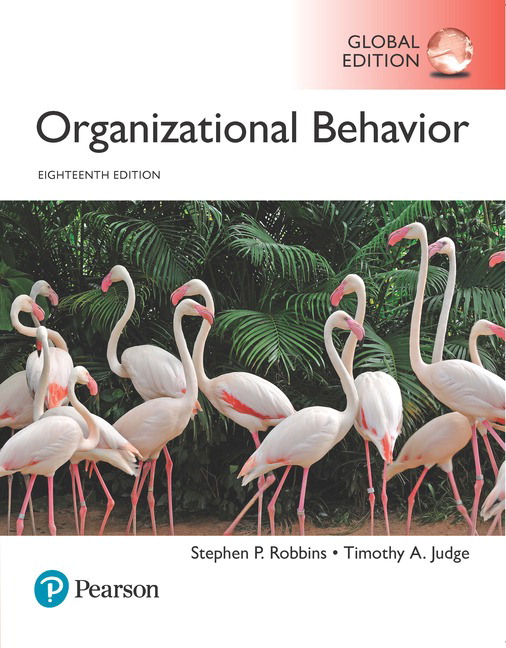 GLOBAL
EDITION
Organizational Behavior
EIGHTEENTH EDITION
Stephen P. Robbins • Timothy A. Judge
P Pearson